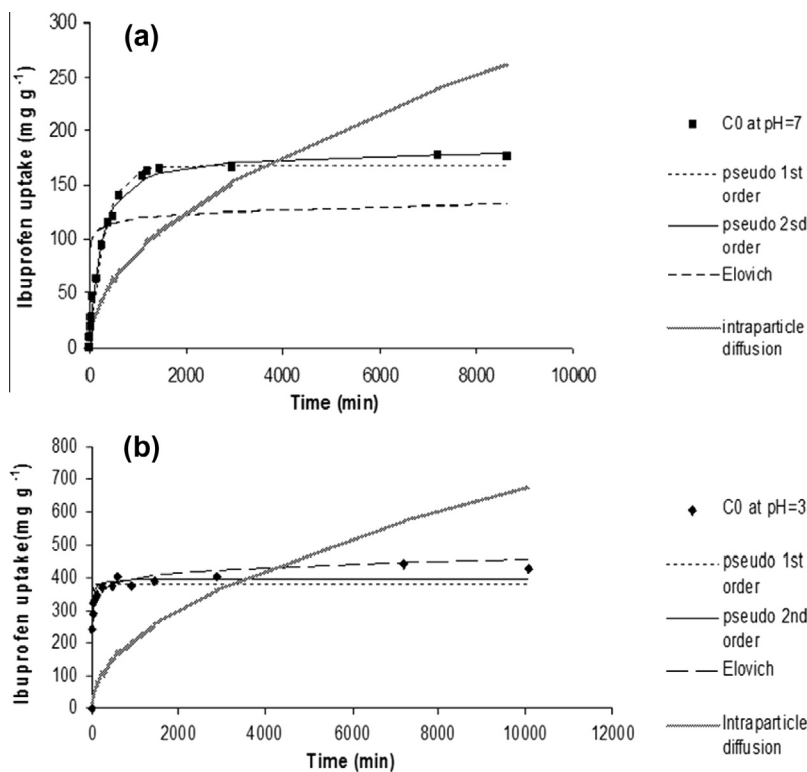 (a)
Ibuprofen uptake (mg g⁻¹)
300
250
200
150
100
50
0
0 2000 4000 6000 8000 10000
Time (min)
C0 at pH=7
pseudo 1st
order
pseudo 2sd
order
Elovich
intraparticle
diffusion
(b)
Ibuprofen uptake(mg g⁻¹)
800
700
600
500
400
300
200
100
0
0 2000 4000 6000 8000 10000 12000
Time (min)
C0 at pH=3
pseudo 1st
order
pseudo 2nd
order
Elovich
Intraparticle
diffusion